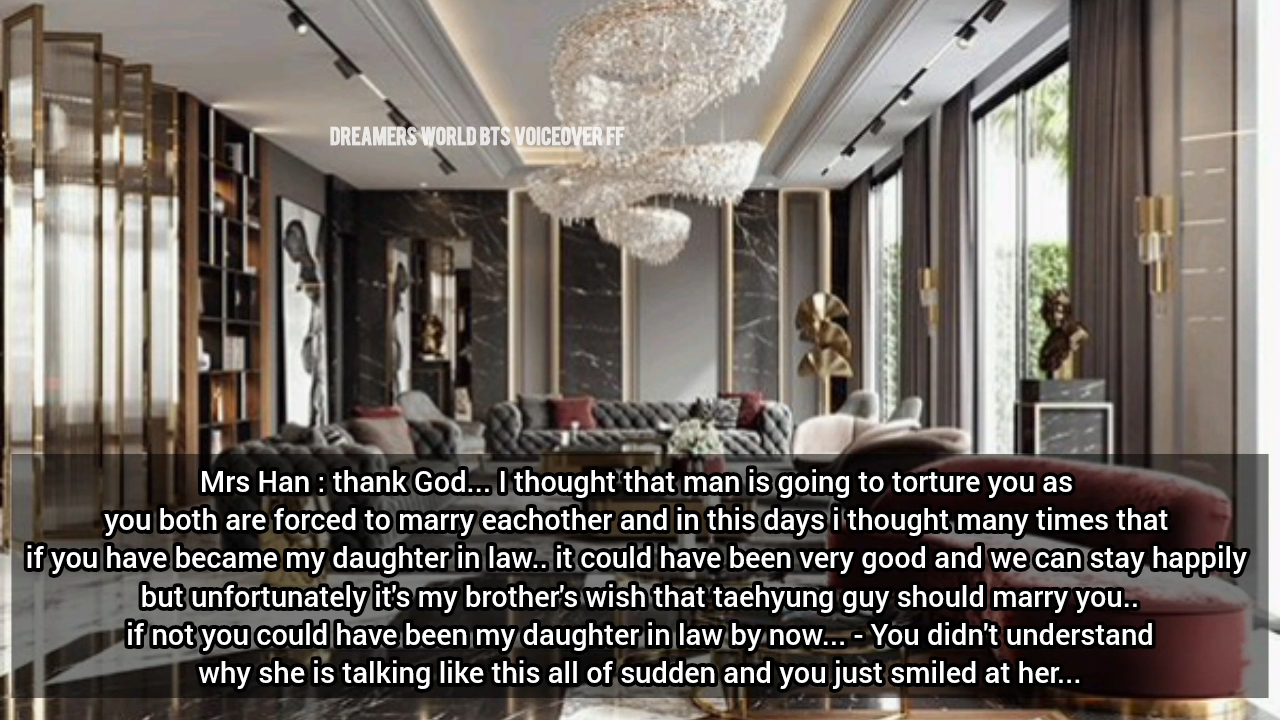 DREAMERS WORLD BTS VOICEOVER FF
Mrs Han : thank God... I thought that man is going to torture you as
you both are forced to marry eachother and in this days i thought many times that
if you have became my daughter in law.. it could have been very good and we can stay happily
but unfortunately it's my brother's wish that taehyung guy should marry you..
if not you could have been my daughter in law by now... - You didn't understand
why she is talking like this all of sudden and you just smiled at her...